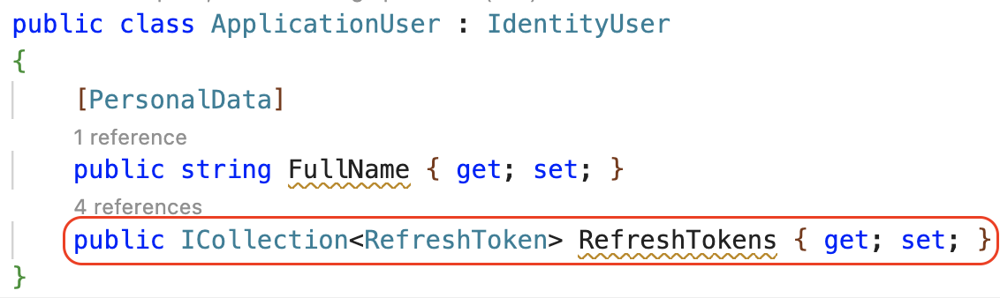 public class ApplicationUser : IdentityUser
{
[PersonalData]
1 reference
public string FullName { get; set; }
4 references
public ICollection<RefreshToken> RefreshTokens { get; set; }
}